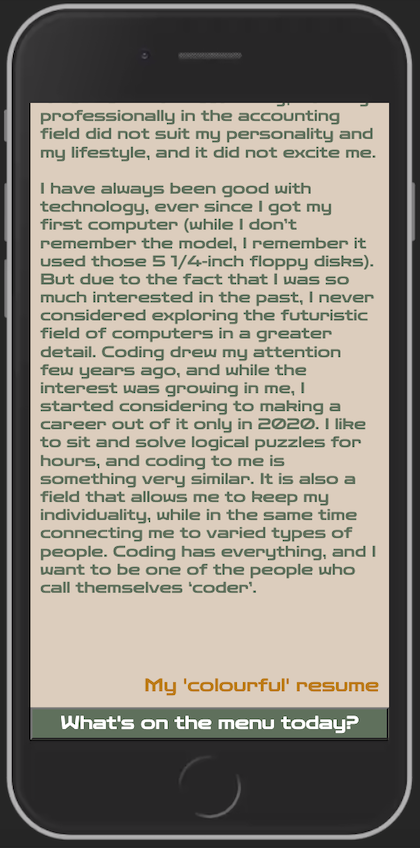 professionally in the accounting
field did not suit my personality and
my lifestyle, and it did not excite me.
I have always been good with
technology, ever since I got my
first computer (while I don't
remember the model, I remember it
used those 5 1/4-inch floppy disks).
But due to the fact that I was so
much interested in the past, I never
considered exploring the futuristic
field of computers in a greater
detail. Coding drew my attention
few years ago, and while the
interest was growing in me, I
started considering to making a
career out of it only in 2020. I like
to sit and solve logical puzzles for
hours, and coding to me is
something very similar. It is also a
field that allows me to keep my
individuality, while in the same time
connecting me to varied types of
people. Coding has everything, and I
want to be one of the people who
call themselves ‘coder’.
My 'colourful' resume
What's on the menu today?